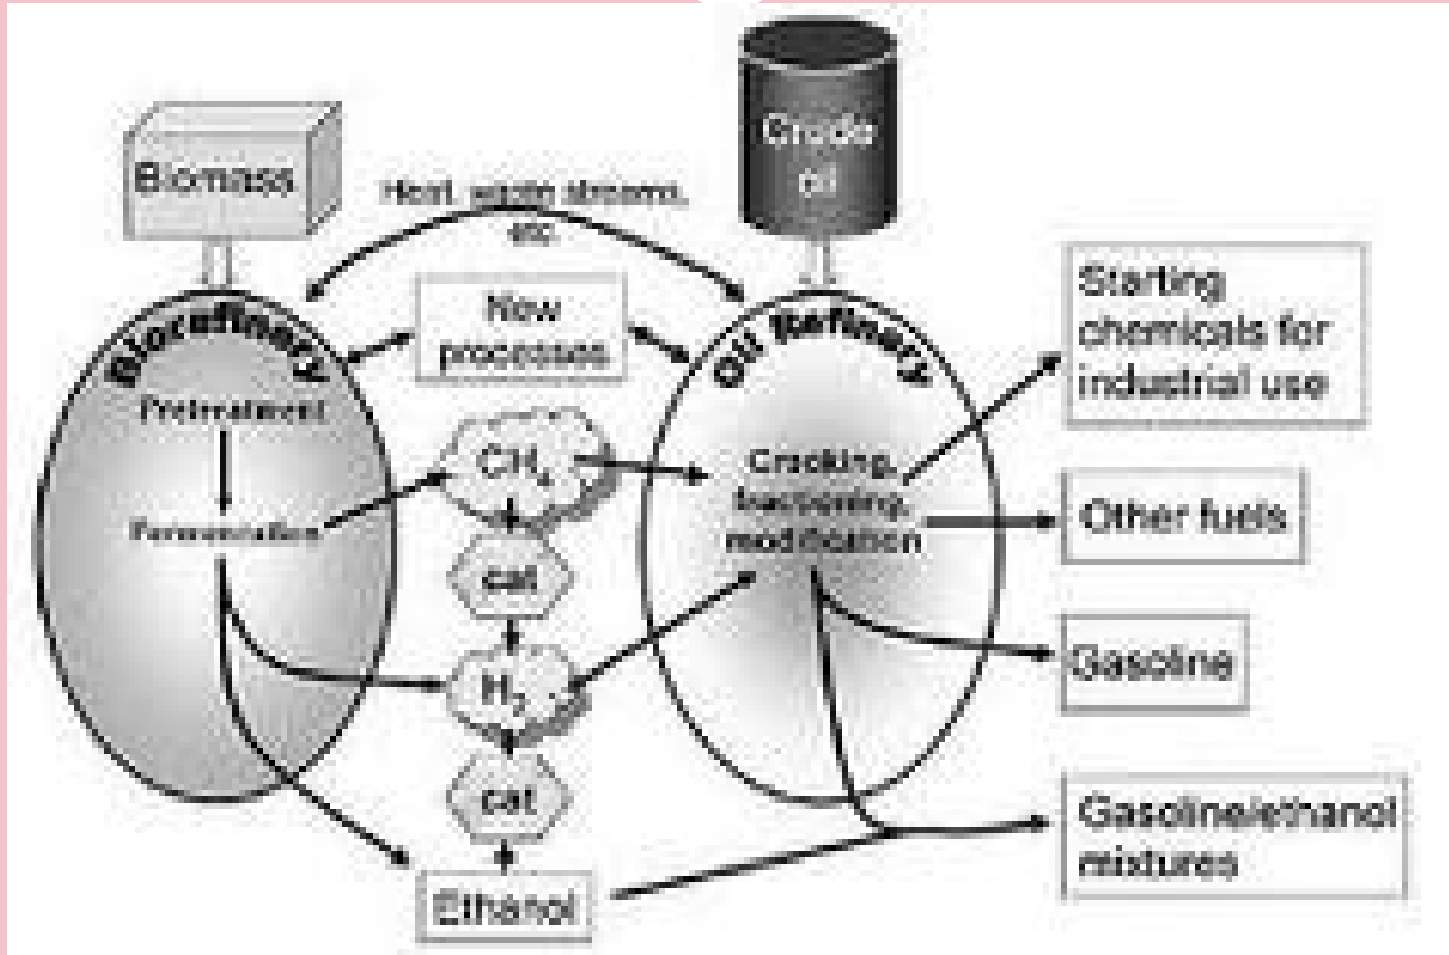 Crude
oil
Biomass
Heat, waste streams,
etc.
Biorefinery
New
processes
Oil Refinery
Starting
chemicals for
industrial use
Pretreatment
CH₄
Cracking,
fractioning,
modification
Fermentation
Other fuels
cat
H₂
Gasoline
cat
Gasoline/ethanol
mixtures
Ethanol